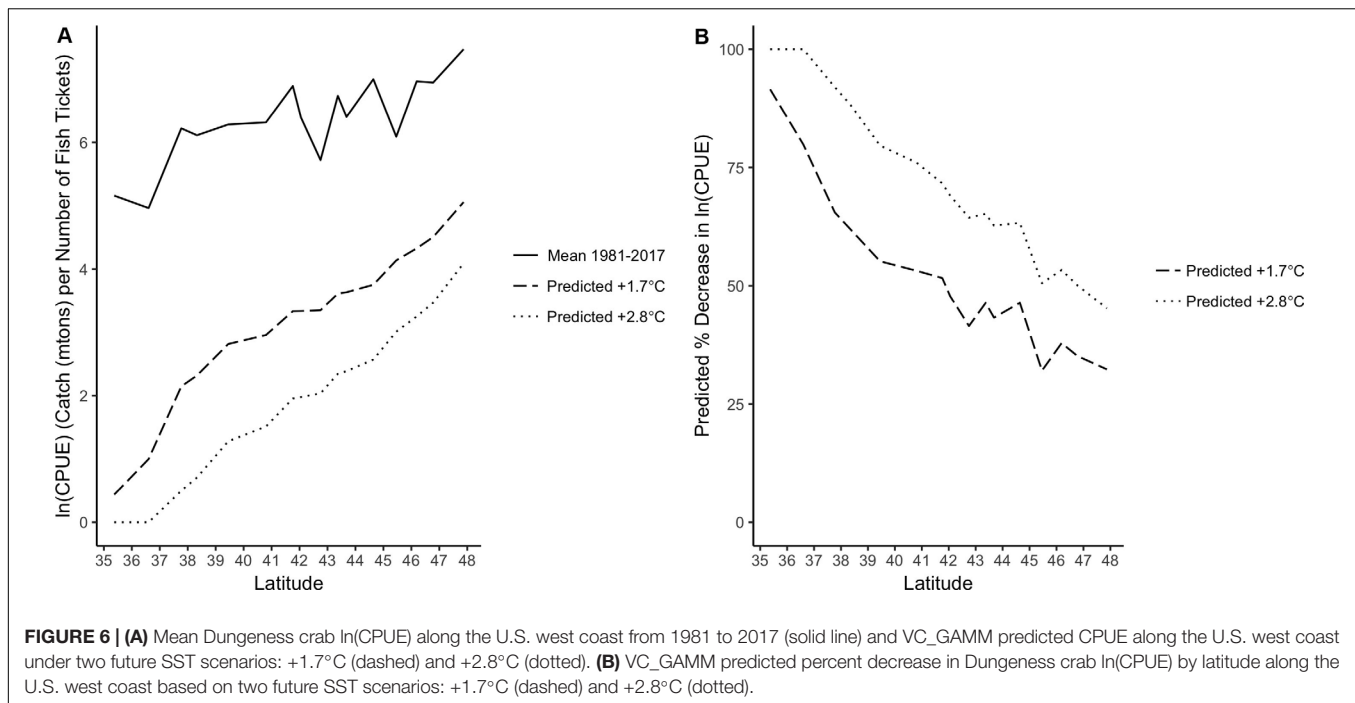 A
ln(CPUE) (Catch (mtons) per Number of Fish Tickets)
6
4
2
0
35 36 37 38 39 40 41 42 43 44 45 46 47 48
Latitude
Mean 1981-2017
Predicted +1.7°C
Predicted +2.8°C
B
Predicted % Decrease in ln(CPUE)
100
75
50
25
0
35 36 37 38 39 40 41 42 43 44 45 46 47 48
Latitude
Predicted +1.7°C
Predicted +2.8°C
FIGURE 6 | (A) Mean Dungeness crab ln(CPUE) along the U.S. west coast from 1981 to 2017 (solid line) and VC_GAMM predicted CPUE along the U.S. west coast
under two future SST scenarios: +1.7°C (dashed) and +2.8°C (dotted). (B) VC_GAMM predicted percent decrease in Dungeness crab ln(CPUE) by latitude along the
U.S. west coast based on two future SST scenarios: +1.7°C (dashed) and +2.8°C (dotted).